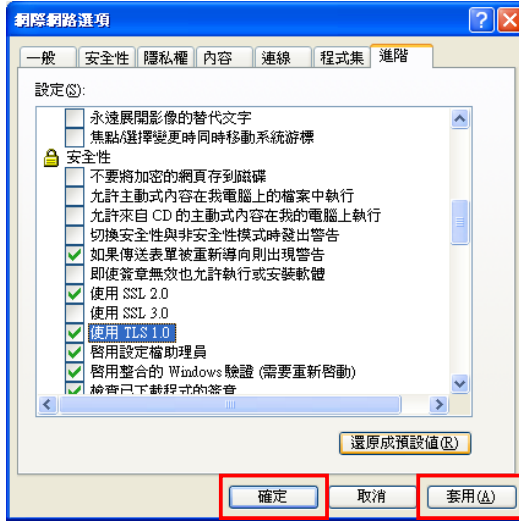 網際網路選項
一般 安全性 隱私權 內容 連線 程式集 進階
設定(S):
永遠展開影像的替代文字
焦點/選擇變更時同時移動系統游標
安全性
不要將加密的網頁存到磁碟
允許主動式內容在我電腦上的檔案中執行
允許來自 CD 的主動式內容在我的電腦上執行
切換安全性與非安全性模式時發出警告
如果傳送表單被重新導向則出現警告
即使簽章無效也允許執行或安裝軟體
使用 SSL 2.0
使用 SSL 3.0
使用 TLS 1.0
啟用設定檔助理員
啟用整合的 Windows 驗證 (需要重新啟動)
檢查已下載程式的簽章
還原成預設值(R)
確定 取消 套用(A)